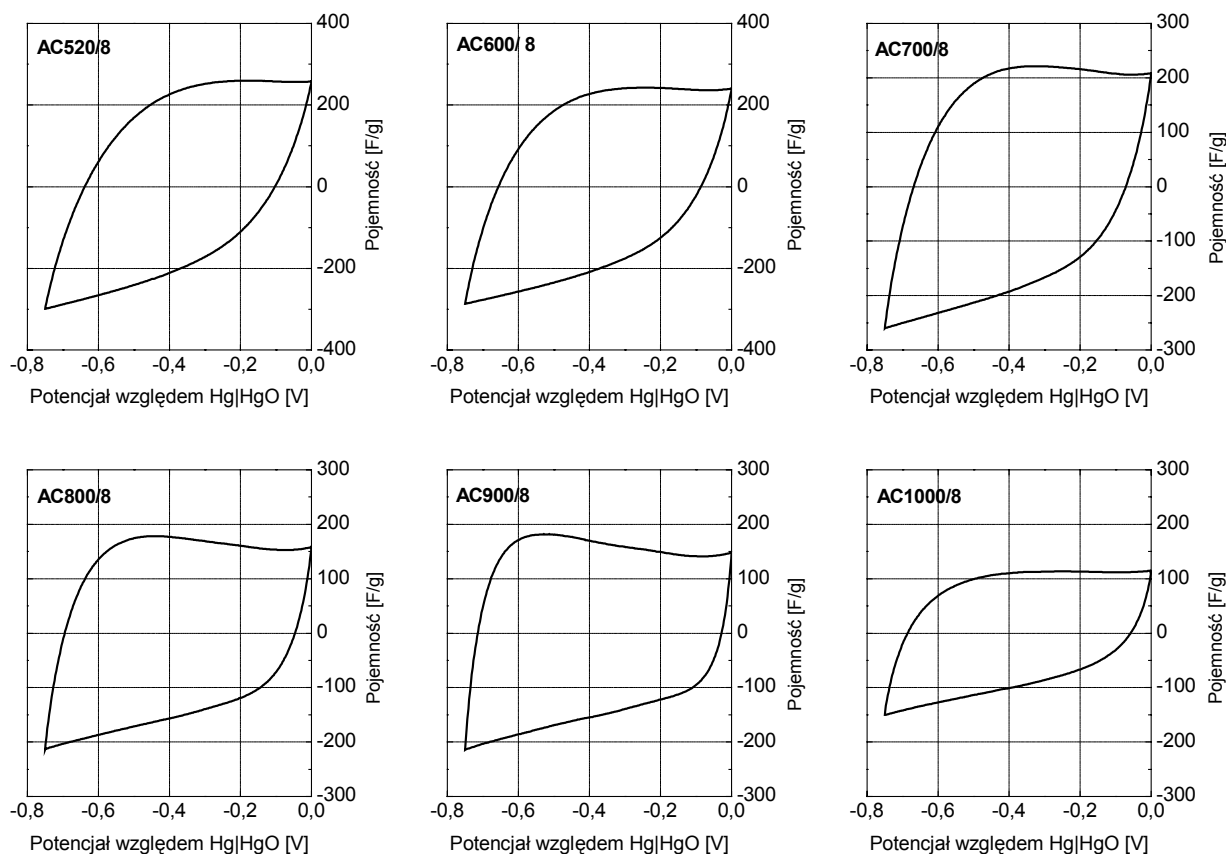 AC520/8
400
200
0
-200
-400
Pojemność [F/g]
-0,8 -0,6 -0,4 -0,2 0,0
Potencjał względem Hg|HgO [V]
AC600/ 8
400
200
0
-200
-400
Pojemność [F/g]
-0,8 -0,6 -0,4 -0,2 0,0
Potencjał względem Hg|HgO [V]
AC700/8
300
200
100
0
-100
-200
-300
Pojemność [F/g]
-0,8 -0,6 -0,4 -0,2 0,0
Potencjał względem Hg|HgO [V]
AC800/8
300
200
100
0
-100
-200
-300
Pojemność [F/g]
-0,8 -0,6 -0,4 -0,2 0,0
Potencjał względem Hg|HgO [V]
AC900/8
300
200
100
0
-100
-200
-300
Pojemność [F/g]
-0,8 -0,6 -0,4 -0,2 0,0
Potencjał względem Hg|HgO [V]
AC1000/8
300
200
100
0
-100
-200
-300
Pojemność [F/g]
-0,8 -0,6 -0,4 -0,2 0,0
Potencjał względem Hg|HgO [V]